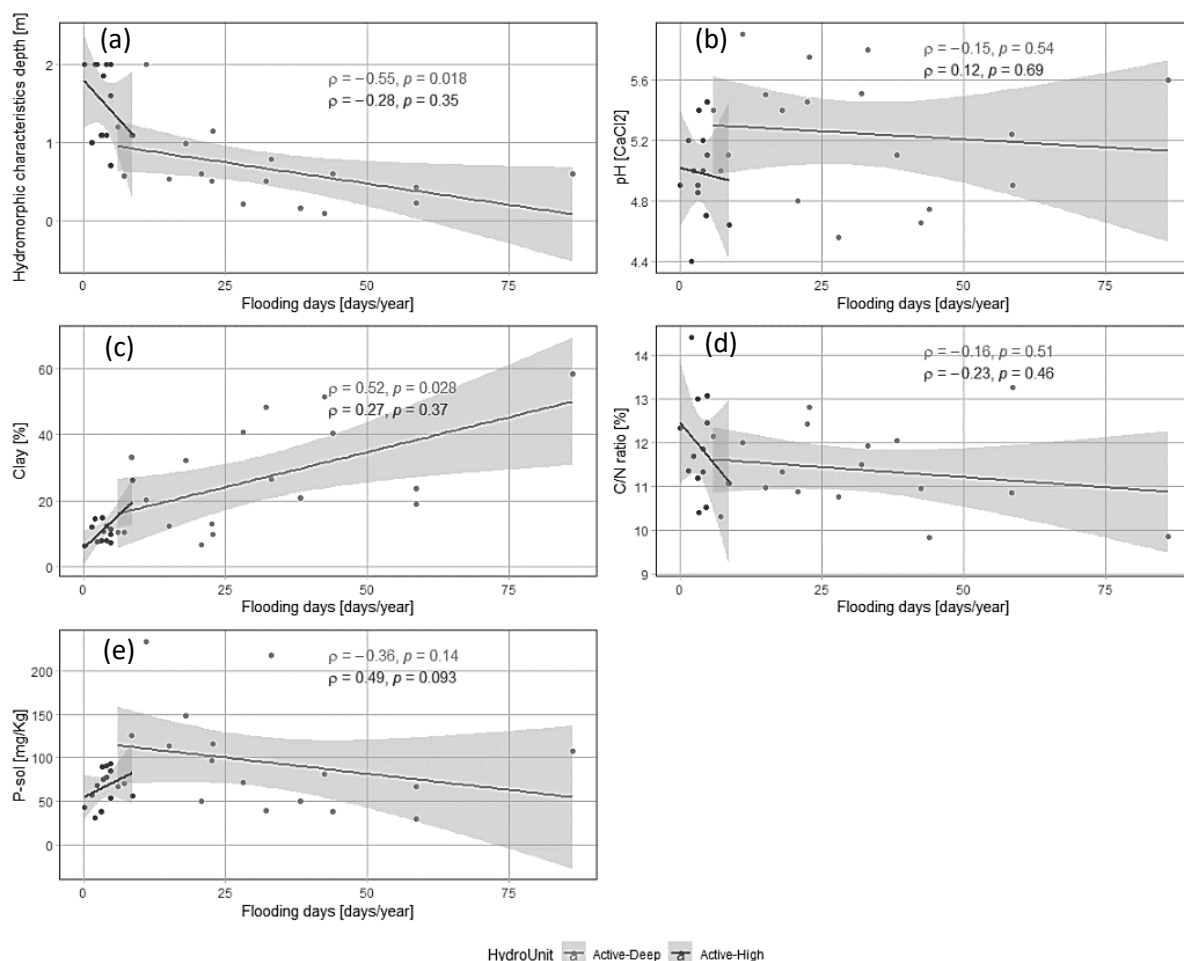 (a)
ρ = −0.55, p = 0.018
ρ = −0.28, p = 0.35
Hydromorphic characteristics depth [m]
2
1
0
0 25 50 75
Flooding days [days/year]
(b)
ρ = −0.15, p = 0.54
ρ = 0.12, p = 0.69
pH [CaCl2]
5.6
5.2
4.8
4.4
0 25 50 75
Flooding days [days/year]
(c)
ρ = 0.52, p = 0.028
ρ = 0.27, p = 0.37
Clay [%]
60
40
20
0
0 25 50 75
Flooding days [days/year]
(d)
ρ = −0.16, p = 0.51
ρ = −0.23, p = 0.46
C/N ratio [%]
14
13
12
11
10
9
0 25 50 75
Flooding days [days/year]
(e)
ρ = −0.36, p = 0.14
ρ = 0.49, p = 0.093
P-sol [mg/Kg]
200
150
100
50
0
0 25 50 75
Flooding days [days/year]
HydroUnit a Active-Deep a Active-High